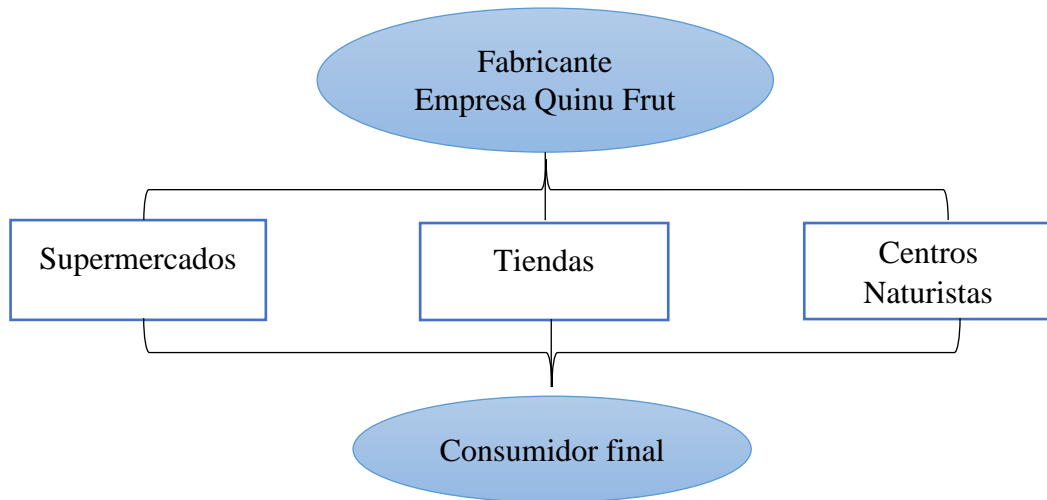 Fabricante
Empresa Quinu Frut
Supermercados
Tiendas
Centros
Naturistas
Consumidor final